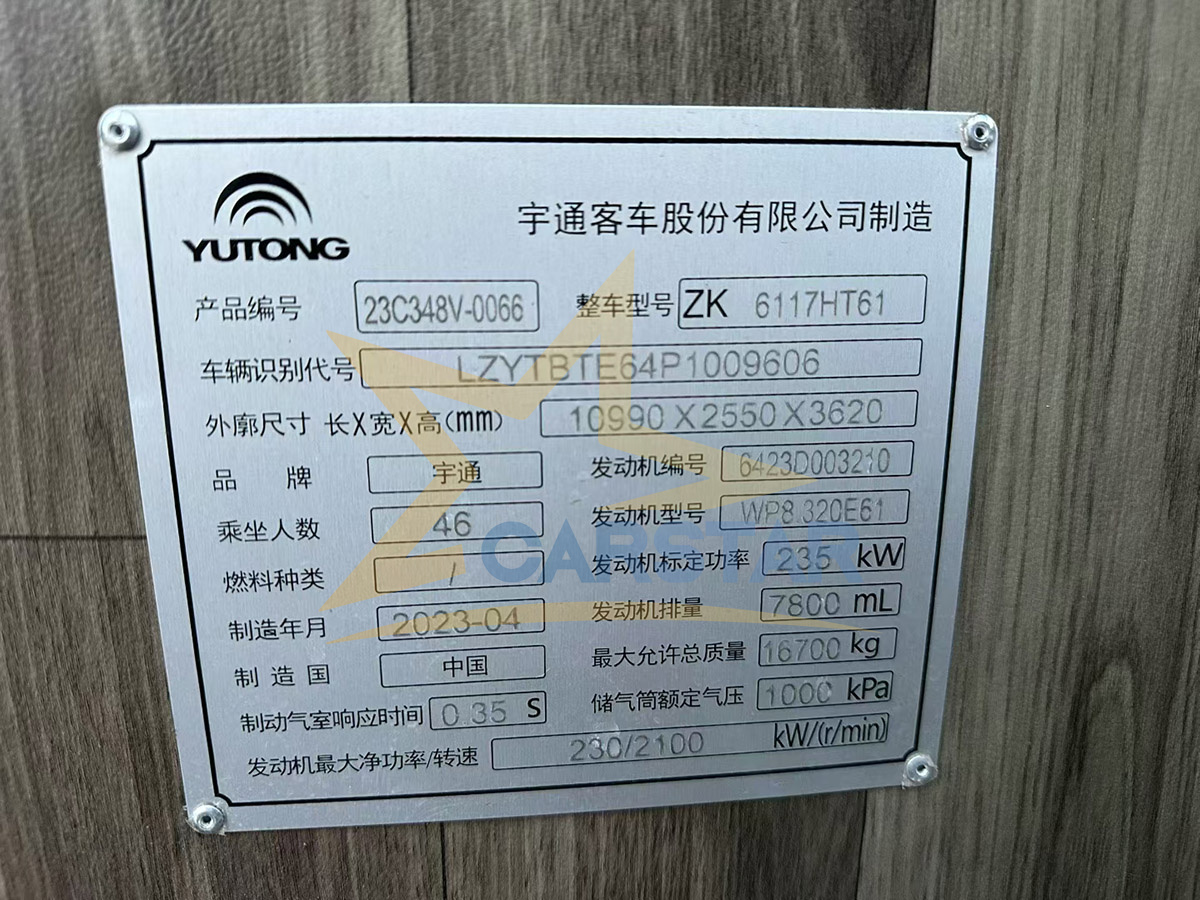 YUTONG
宇通客车股份有限公司制造
产品编号 23C348V-0066 整车型号 ZK 6117HT61
车辆识别代号 LZYTBTE64P1009606
外廓尺寸 长X宽X高(mm) 10990X2550X3620
品 牌 宇通 发动机编号 6423D003210
乘坐人数 46 发动机型号 WP8.320E61
燃料种类 / 发动机标定功率 235 kW
制造年月 2023-04 发动机排量 7800 mL
制造国 中国 最大允许总质量 16700 kg
制动气室响应时间 0.35 S 储气筒额定气压 1000 kPa
发动机最大净功率/转速 230/2100 kW/(r/min)
CARSTAR